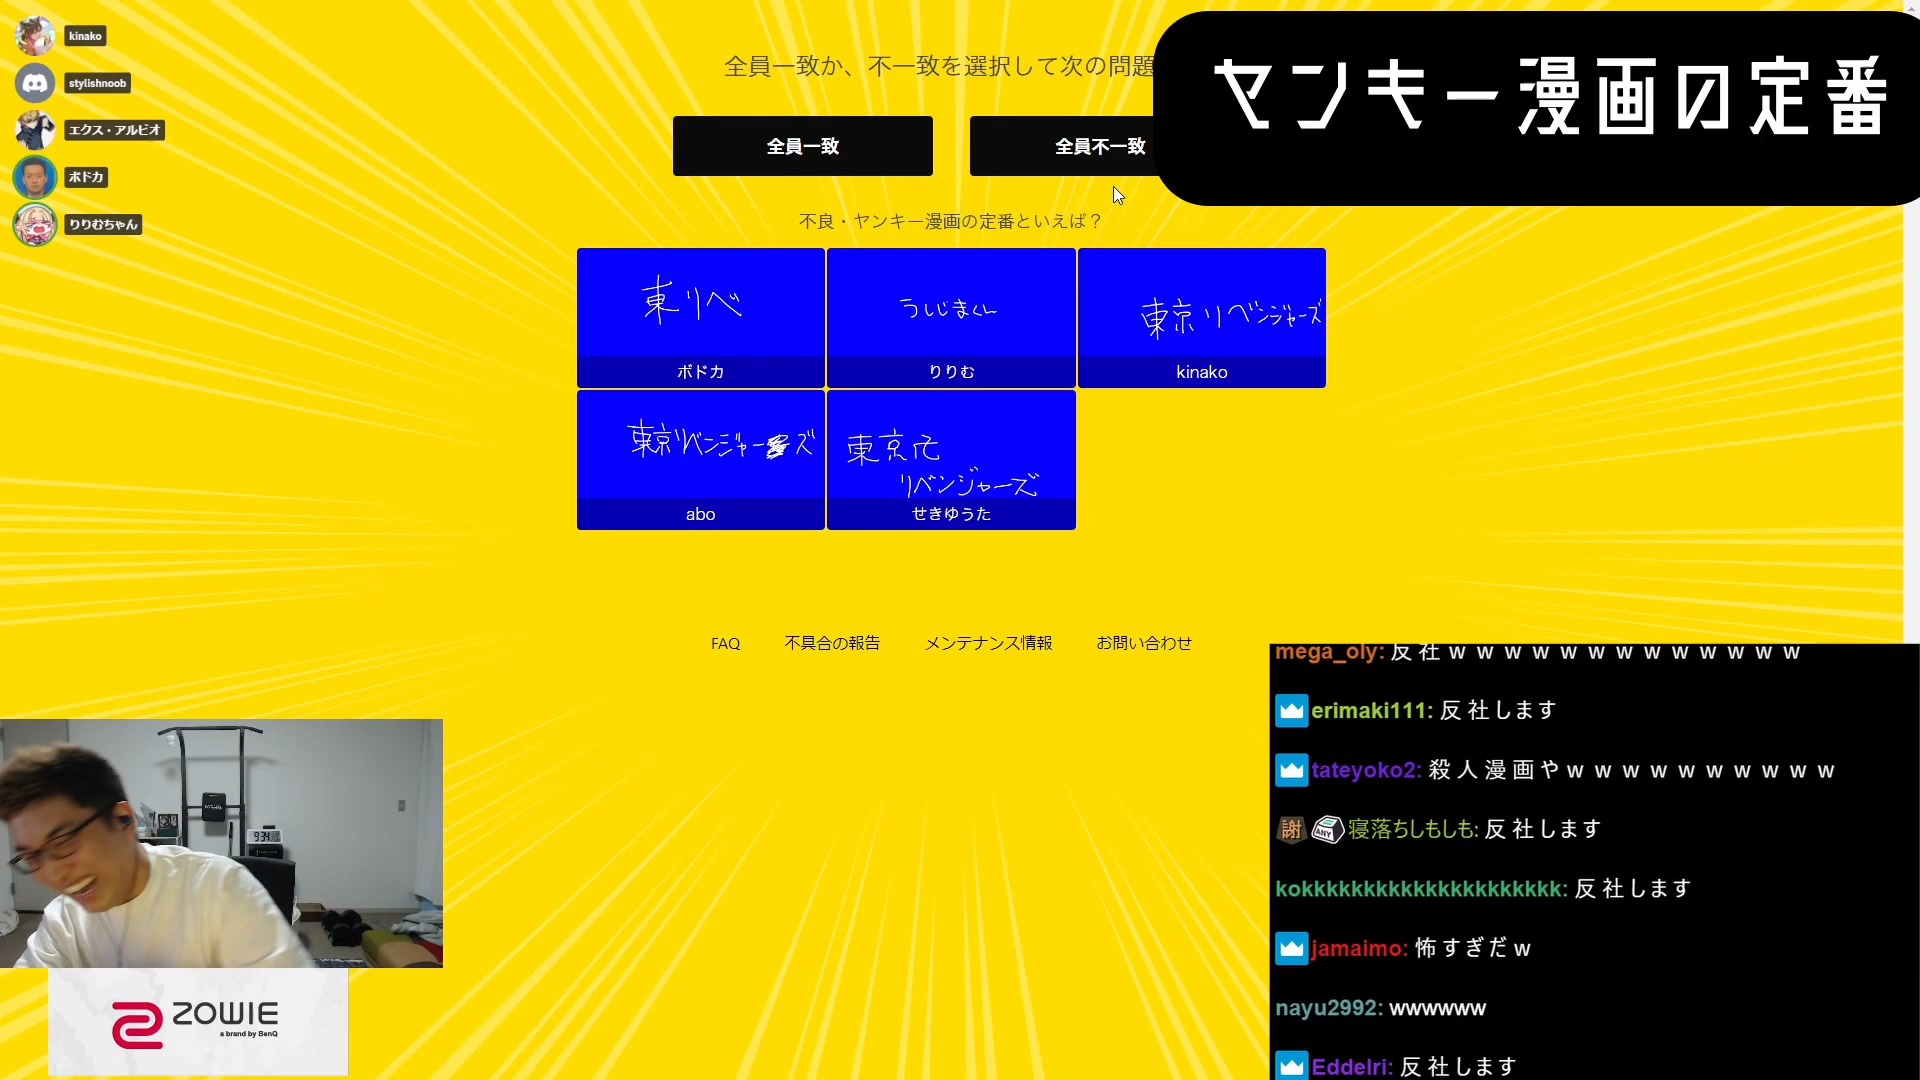 kinako
stylishnoob
エクス・アルビオ
ボドカ
りりむちゃん
全員一致か、不一致を選択して次の問題
ヤンキー漫画の定番
全員一致
全員不一致
不良・ヤンキー漫画の定番といえば？
東リベ
ボドカ
うしじまくん
りりむ
東京リベンジャーズ
kinako
東京リベンジャーズ
abo
東京卍
リベンジャーズ
せきゆうた
FAQ
不具合の報告
メンテナンス情報
お問い合わせ
mega_oly: 反社ｗｗｗｗｗｗｗｗｗｗｗｗｗ
erimaki111: 反社します
tateyoko2: 殺人漫画やｗｗｗｗｗｗｗｗｗｗ
謝 ANY 寝落ちしもしも: 反社します
kokkkkkkkkkkkkkkkkkkkkkk: 反社します
jamaimo: 怖すぎだｗ
nayu2992: wwwwww
Eddelri: 反社します
9:34
ZOWIE
a brand by BenQ